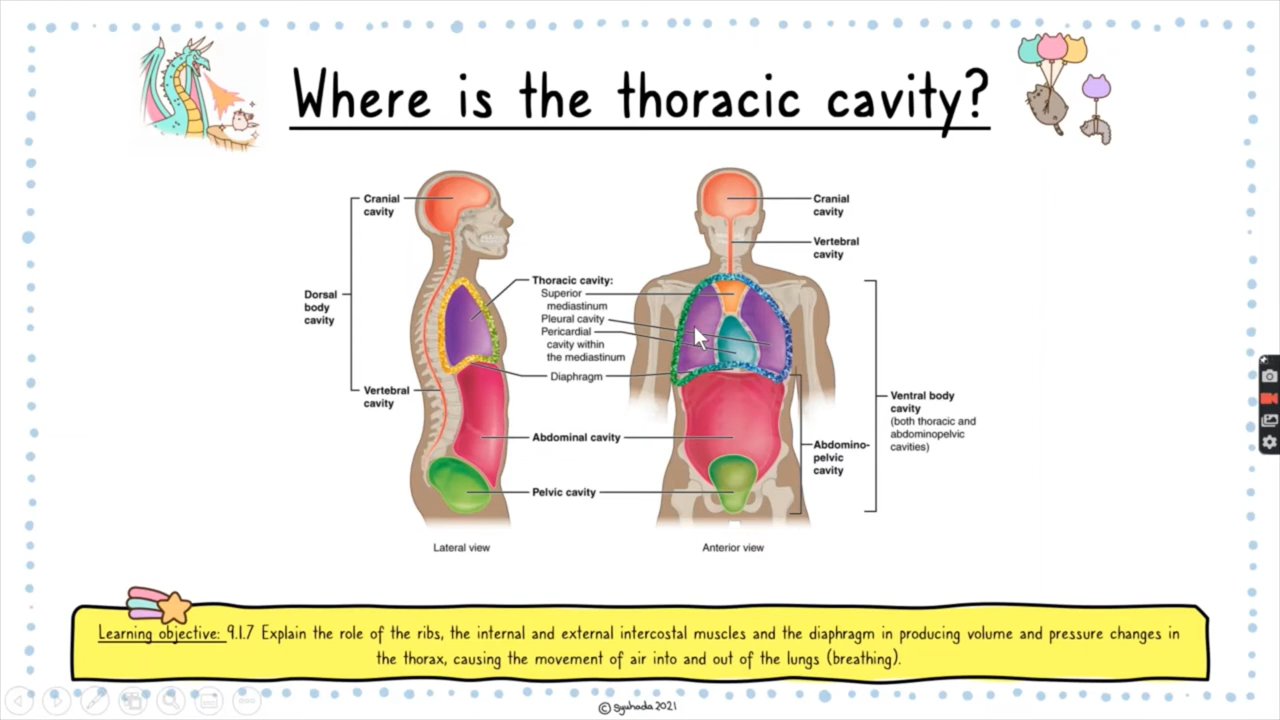 Where is the thoracic cavity?
Cranial
cavity
Dorsal
body
cavity
Vertebral
cavity
Thoracic cavity:
Superior
mediastinum
Pleural cavity
Pericardial
cavity within
the mediastinum
Diaphragm
Abdominal cavity
Pelvic cavity
Cranial
cavity
Vertebral
cavity
Ventral body
cavity
(both thoracic and
abdominopelvic
cavities)
Abdomino-
pelvic
cavity
Lateral view
Anterior view
Learning objective: 9.1.7 Explain the role of the ribs, the internal and external intercostal muscles and the diaphragm in producing volume and pressure changes in
the thorax, causing the movement of air into and out of the lungs (breathing).
© Syuhada 2021